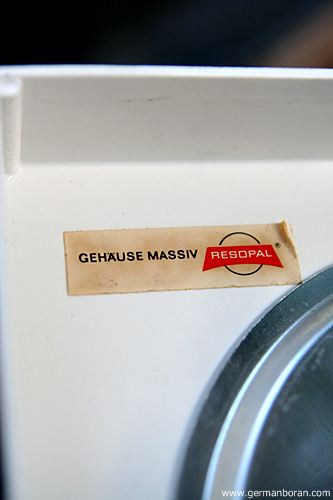 GEHÄUSE MASSIV RESOPAL ®
www.germanboran.com